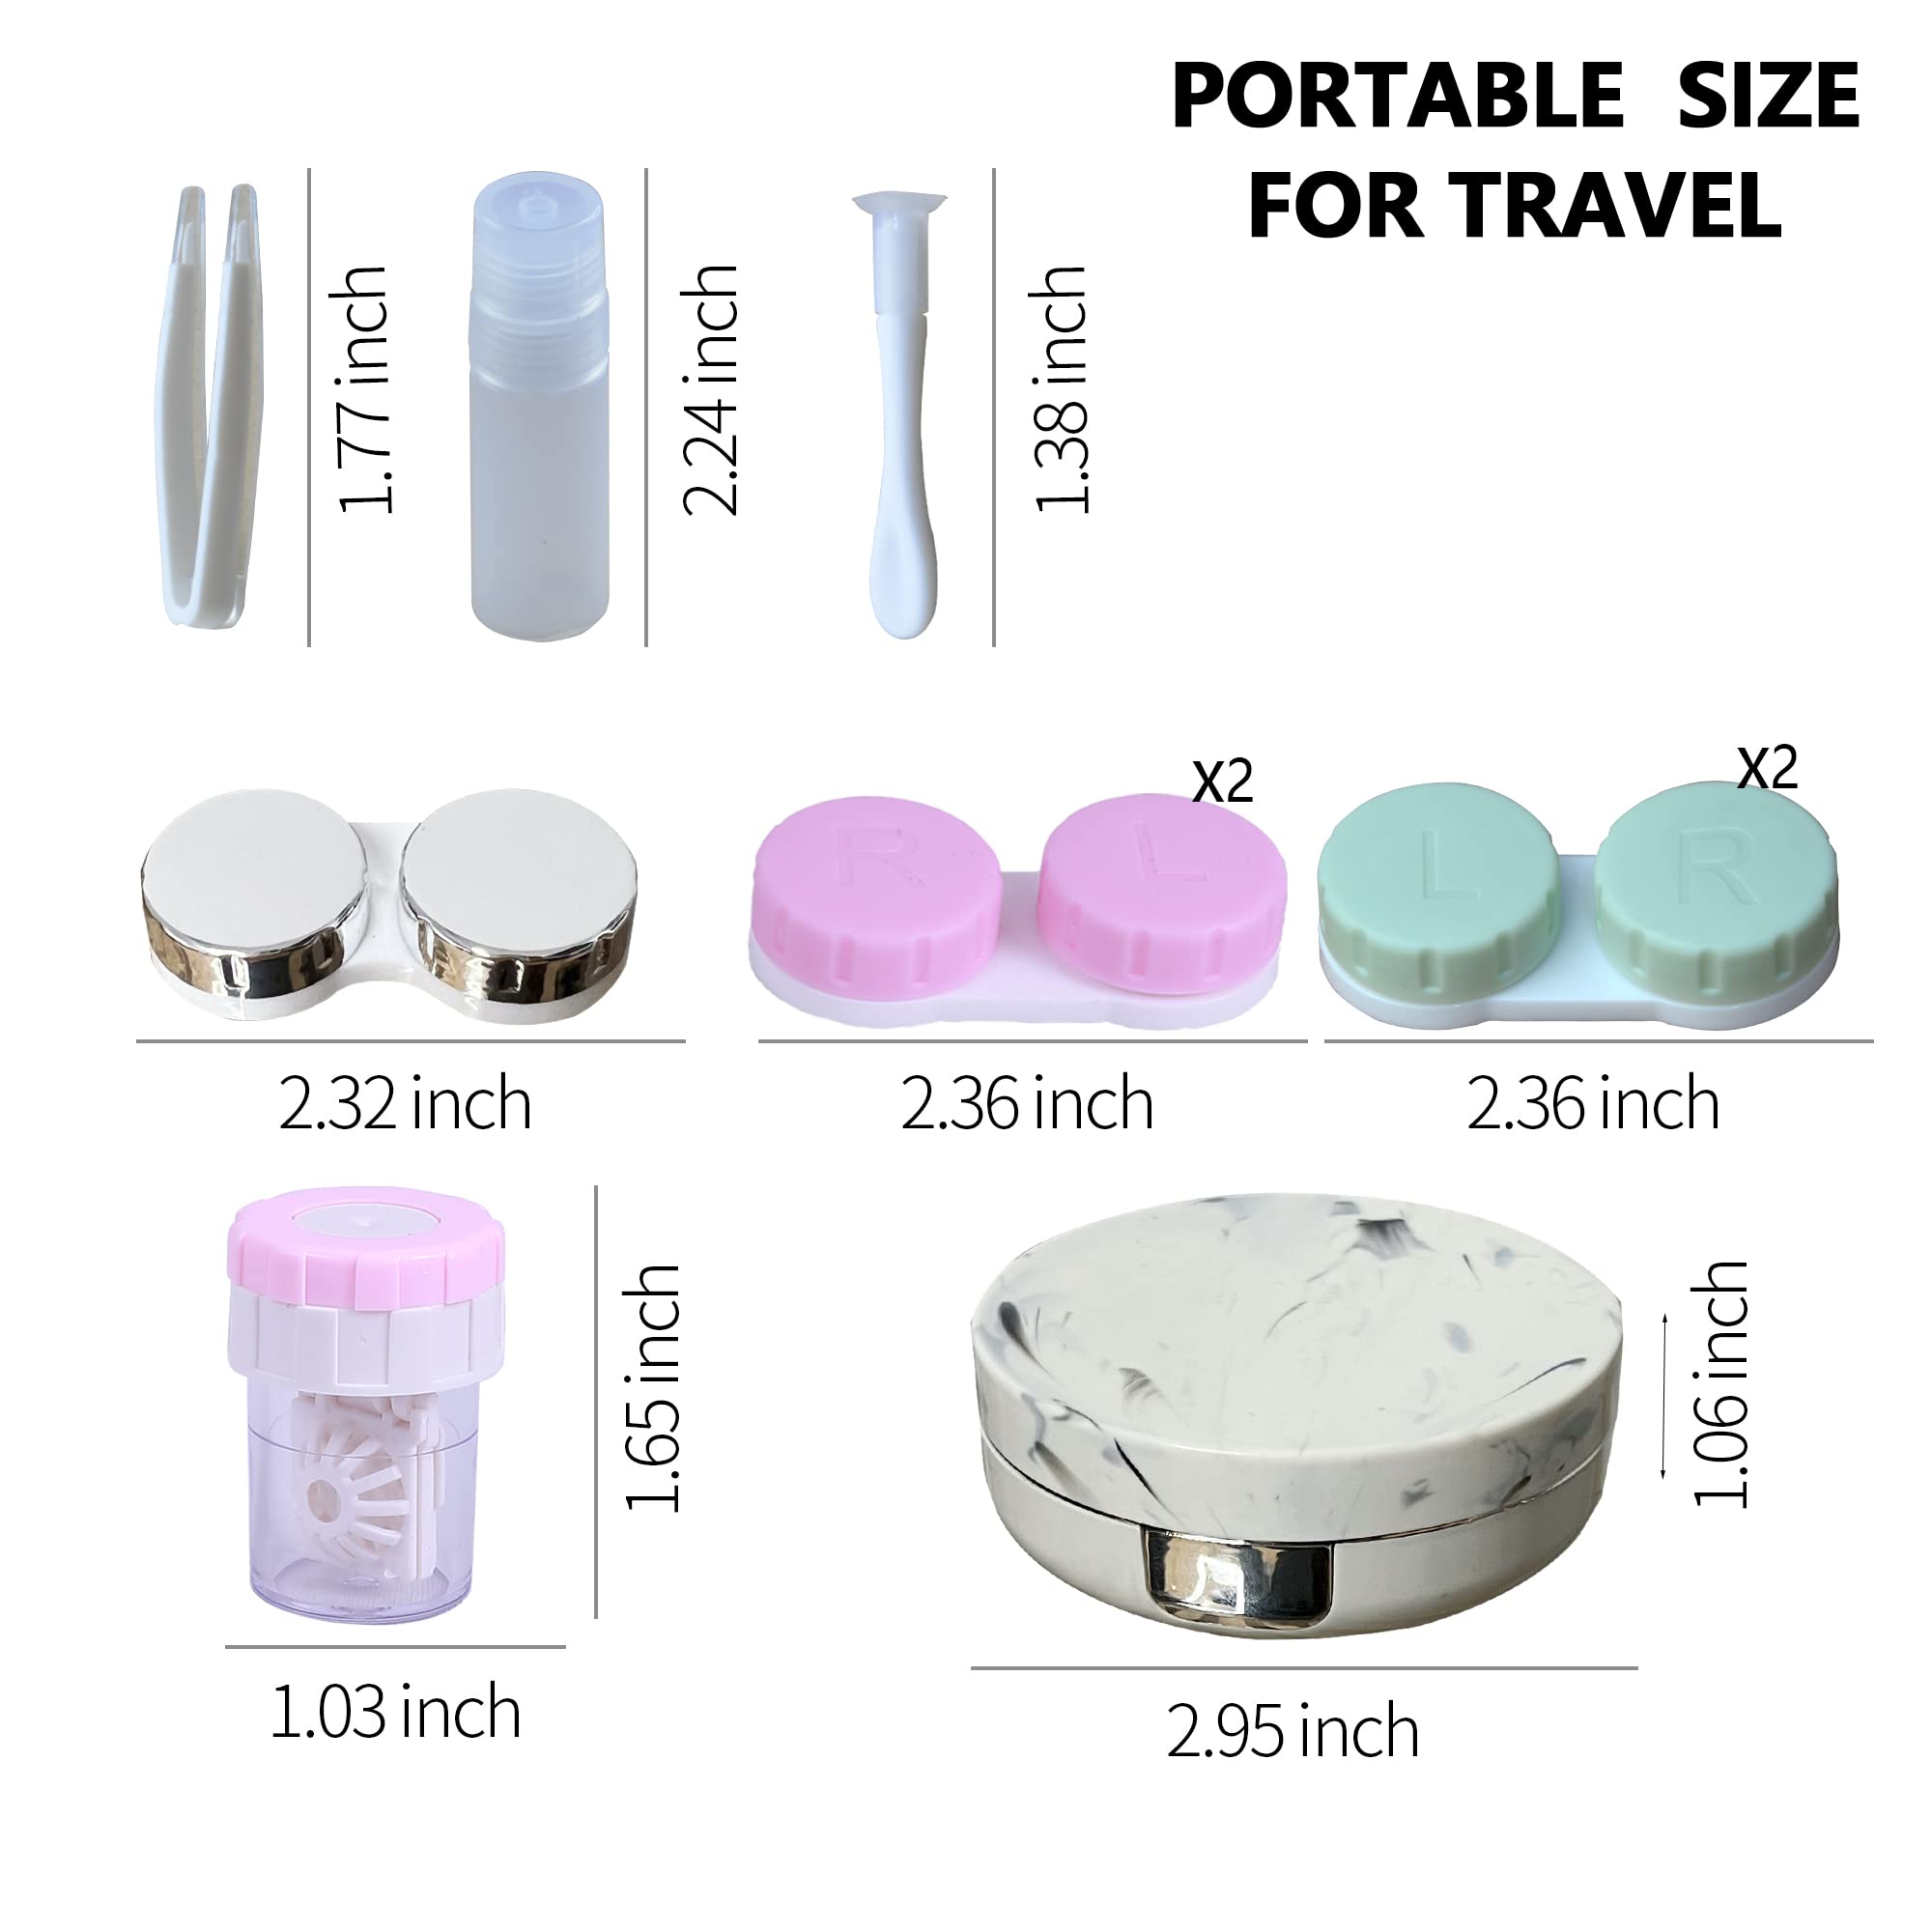 PORTABLE SIZE
FOR TRAVEL
1.77 inch
2.24 inch
1.38 inch
X2
X2
R L
L R
2.32 inch
2.36 inch
2.36 inch
1.65 inch
1.06 inch
1.03 inch
2.95 inch